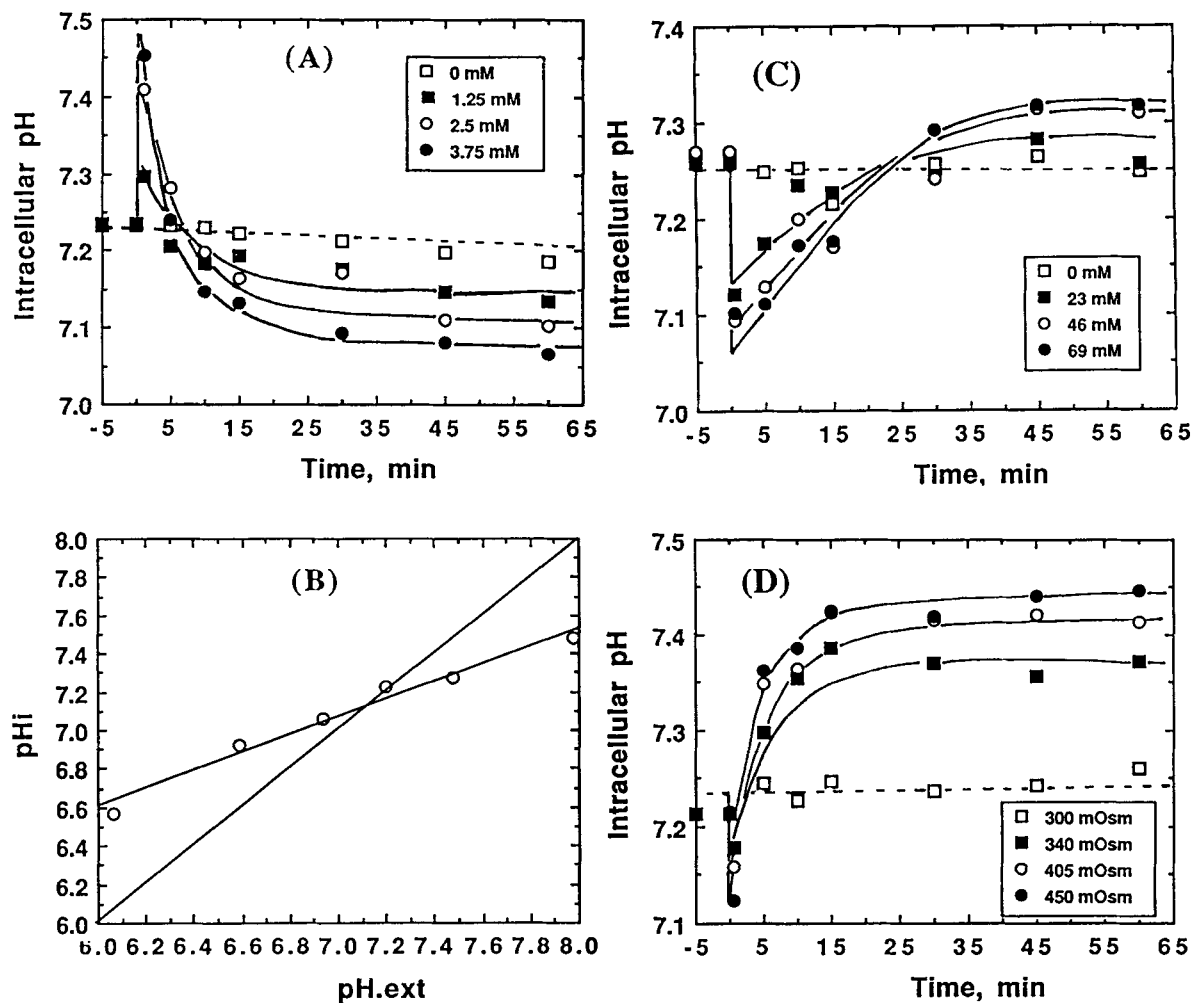 (A)
7.5
7.4
7.3
7.2
7.1
7.0
Intracellular pH
0 mM
1.25 mM
2.5 mM
3.75 mM
-5 5 15 25 35 45 55 65
Time, min
(C)
7.4
7.3
7.2
7.1
7.0
Intracellular pH
0 mM
23 mM
46 mM
69 mM
-5 5 15 25 35 45 55 65
Time, min
(B)
8.0
7.8
7.6
7.4
7.2
7.0
6.8
6.6
6.4
6.2
6.0
pHi
6.0 6.2 6.4 6.6 6.8 7.0 7.2 7.4 7.6 7.8 8.0
pH.ext
(D)
7.5
7.4
7.3
7.2
7.1
Intracellular pH
300 mOsm
340 mOsm
405 mOsm
450 mOsm
-5 5 15 25 35 45 55 65
Time, min